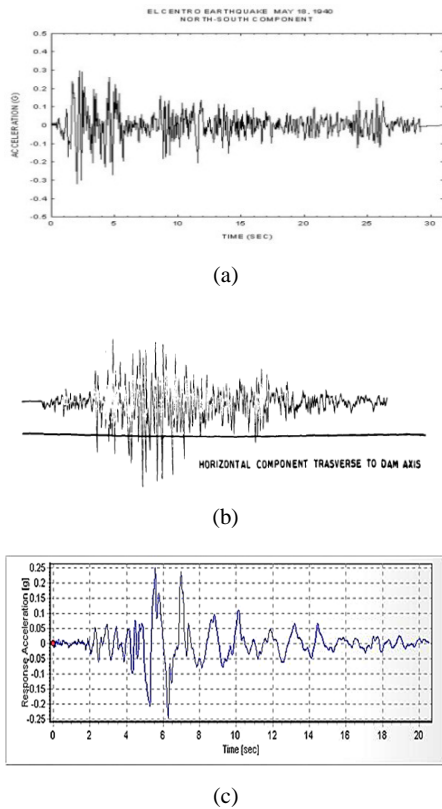 EL CENTRO EARTHQUAKE MAY 18, 1940
NORTH-SOUTH COMPONENT
0.5
0.4
0.3
0.2
0.1
0
-0.1
-0.2
-0.3
-0.4
-0.5
ACCELERATION (G)
0 5 10 15 20 25 30
TIME (SEC)
(a)
HORIZONTAL COMPONENT TRASVERSE TO DAM AXIS
(b)
0.25
0.2
0.15
0.1
0.05
0
-0.05
-0.1
-0.15
-0.2
-0.25
Response Acceleration [g]
0 2 4 6 8 10 12 14 16 18 20
Time [sec]
(c)